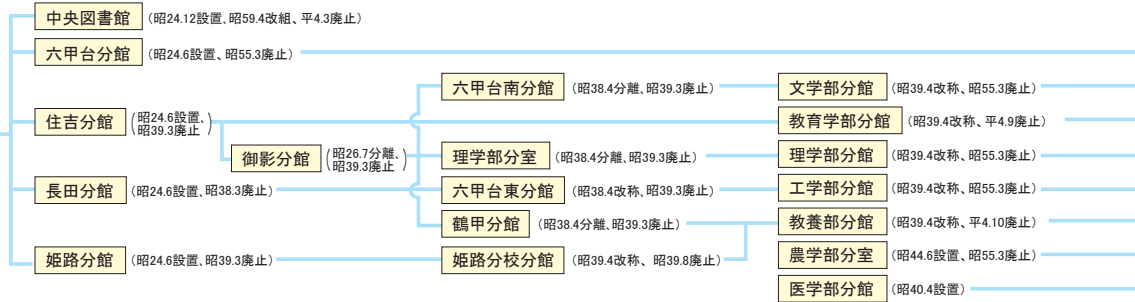 中央図書館 (昭24.12設置、昭59.4改組、平4.3廃止)
六甲台分館 (昭24.6設置、昭55.3廃止)
六甲台南分館 (昭38.4分離、昭39.3廃止) 文学部分館 (昭39.4改称、昭55.3廃止)
住吉分館 (昭24.6設置、
昭39.3廃止) 教育学部分館 (昭39.4改称、平4.9廃止)
御影分館 (昭26.7分離、
昭39.3廃止) 理学部分室 (昭38.4分離、昭39.3廃止) 理学部分館 (昭39.4改称、昭55.3廃止)
長田分館 (昭24.6設置、昭38.3廃止) 六甲台東分館 (昭38.4改称、昭39.3廃止) 工学部分館 (昭39.4改称、昭55.3廃止)
鶴甲分館 (昭38.4分離、昭39.3廃止) 教養部分館 (昭39.4改称、平4.10廃止)
姫路分館 (昭24.6設置、昭39.3廃止) 姫路分校分館 (昭39.4改称、昭39.8廃止) 農学部分室 (昭44.6設置、昭55.3廃止)
医学部分館 (昭40.4設置)